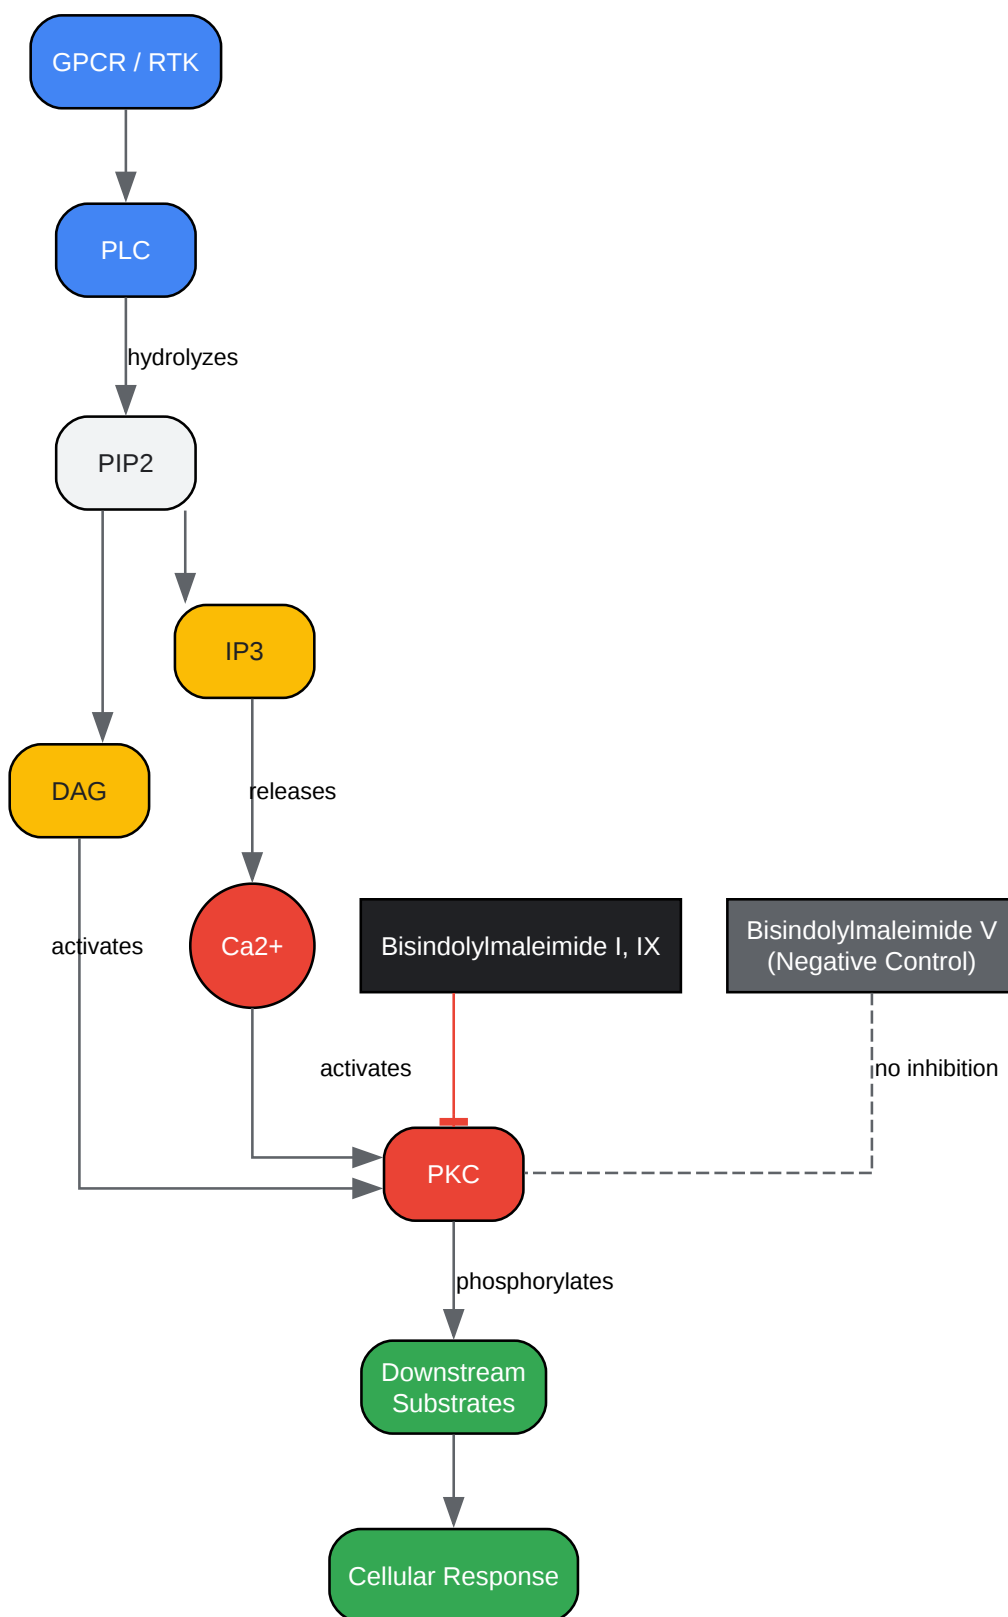 GPCR / RTK
PLC
hydrolyzes
PIP2
IP3
DAG
releases
activates
Ca2+
Bisindolylmaleimide I, IX
Bisindolylmaleimide V
(Negative Control)
activates
no inhibition
PKC
phosphorylates
Downstream
Substrates
Cellular Response